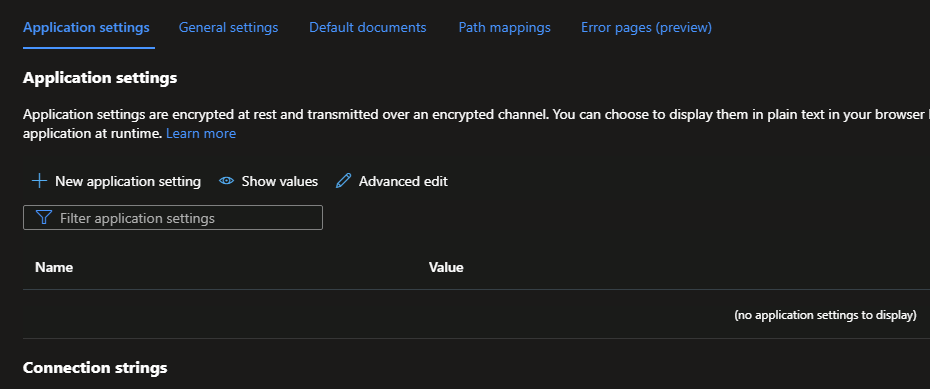 Application settings General settings Default documents Path mappings Error pages (preview)
Application settings
Application settings are encrypted at rest and transmitted over an encrypted channel. You can choose to display them in plain text in your browser
application at runtime. Learn more
New application setting Show values Advanced edit
Filter application settings
Name Value
(no application settings to display)
Connection strings